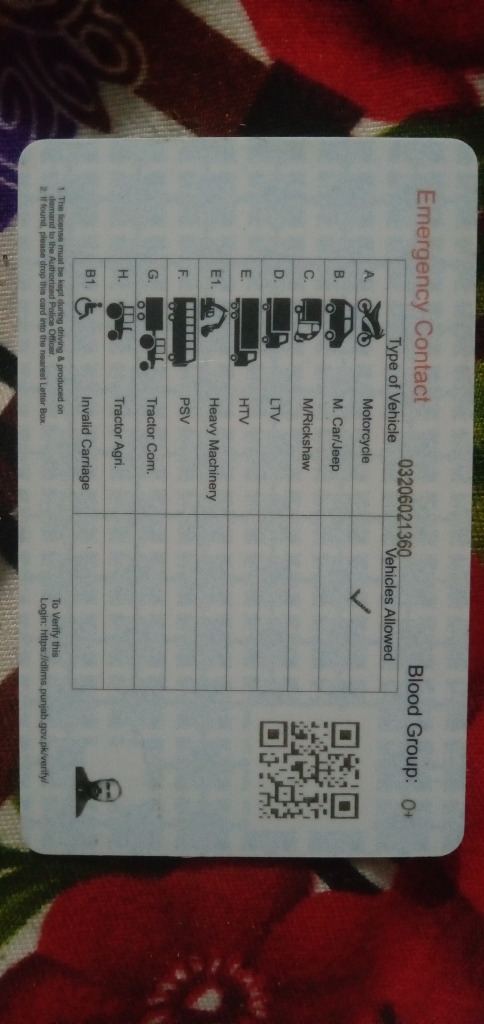 Emergency Contact 03206021360 Blood Group: O+
Type of Vehicle Vehicles Allowed
A. Motorcycle ✓
B. M. Car/Jeep
C. M/Rickshaw
D. LTV
E. HTV
E1. Heavy Machinery
F. PSV
G. Tractor Com.
H. Tractor Agri.
B1. Invalid Carriage
1. The license must be kept during driving & produced on
demand to the Authorized Police Officer.
2. If found, please drop this card into the nearest Letter Box.
To Verify this
Login: https://dlims.punjab.gov.pk/verify/